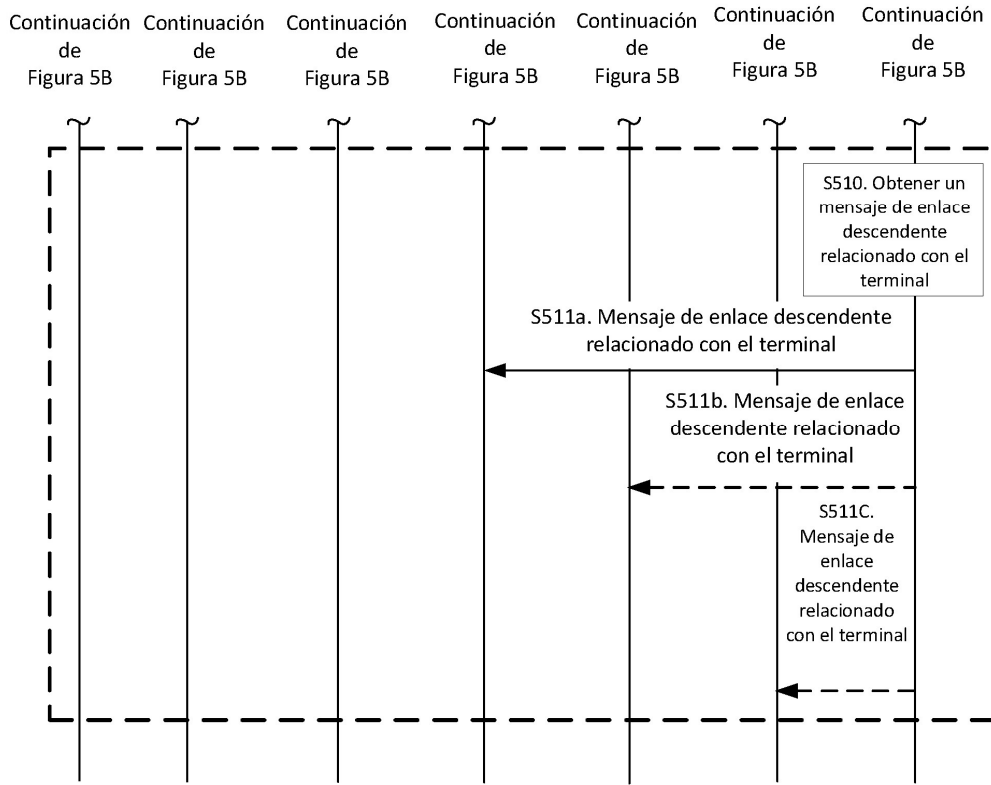 Continuación
de
Figura 5B
Continuación
de
Figura 5B
Continuación
de
Figura 5B
Continuación
de
Figura 5B
Continuación
de
Figura 5B
Continuación
de
Figura 5B
Continuación
de
Figura 5B
S510. Obtener un
mensaje de enlace
descendente
relacionado con el
terminal
S511a. Mensaje de enlace descendente
relacionado con el terminal
S511b. Mensaje de enlace
descendente relacionado
con el terminal
S511C.
Mensaje de
enlace
descendente
relacionado
con el terminal